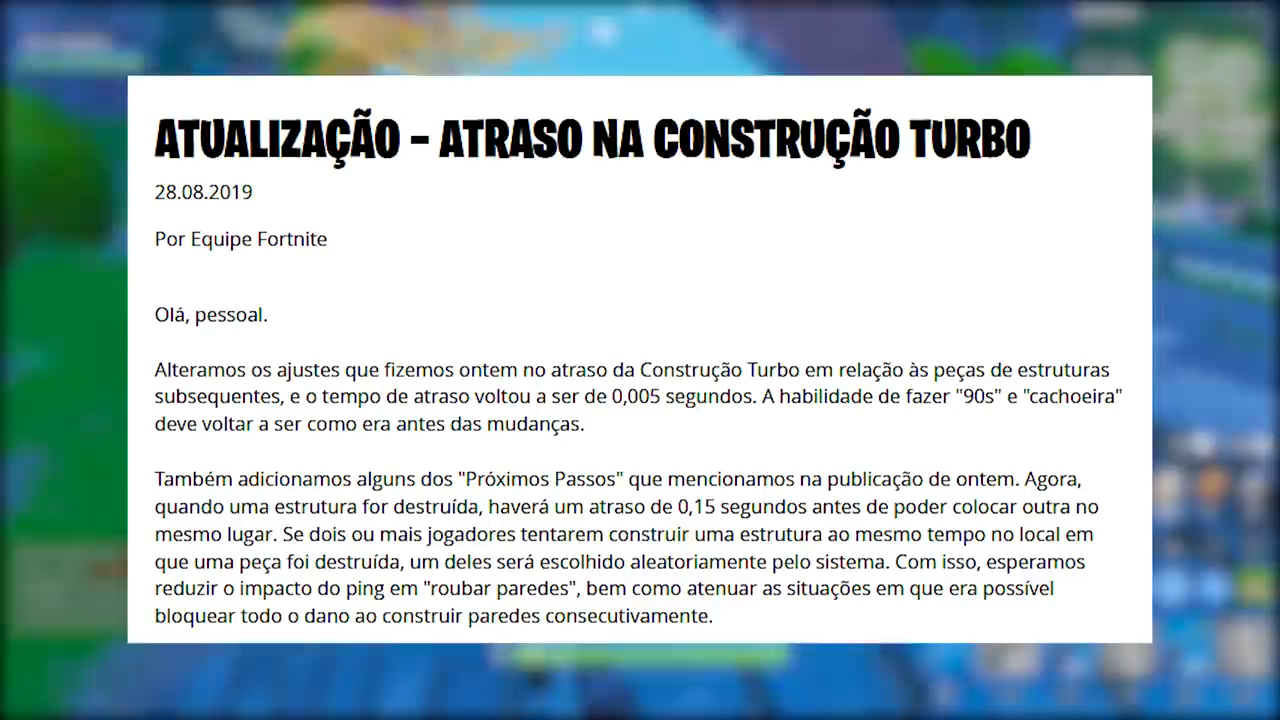 ATUALIZAÇÃO – ATRASO NA CONSTRUÇÃO TURBO
28.08.2019
Por Equipe Fortnite
Olá, pessoal.
Alteramos os ajustes que fizemos ontem no atraso da Construção Turbo em relação às peças de estruturas
subsequentes, e o tempo de atraso voltou a ser de 0,005 segundos. A habilidade de fazer "90s" e "cachoeira"
deve voltar a ser como era antes das mudanças.
Também adicionamos alguns dos "Próximos Passos" que mencionamos na publicação de ontem. Agora,
quando uma estrutura for destruída, haverá um atraso de 0,15 segundos antes de poder colocar outra no
mesmo lugar. Se dois ou mais jogadores tentarem construir uma estrutura ao mesmo tempo no local em
que uma peça foi destruída, um deles será escolhido aleatoriamente pelo sistema. Com isso, esperamos
reduzir o impacto do ping em "roubar paredes", bem como atenuar as situações em que era possível
bloquear todo o dano ao construir paredes consecutivamente.